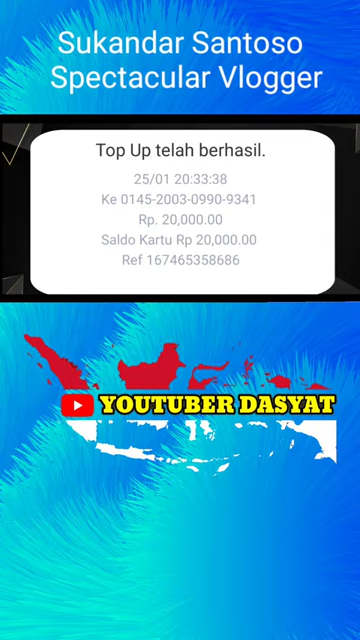 Sukandar Santoso
Spectacular Vlogger
Top Up telah berhasil.
25/01 20:33:38
Ke 0145-2003-0990-9341
Rp. 20,000.00
Saldo Kartu Rp 20,000.00
Ref 167465358686
YOUTUBER DASYAT